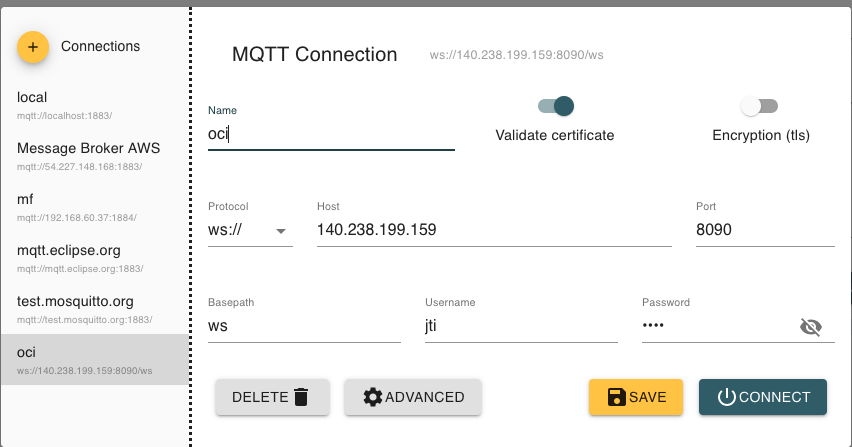 + Connections
local
mqtt://localhost:1883/
Message Broker AWS
mqtt://54.227.148.168:1883/
mf
mqtt://192.168.60.37:1884/
mqtt.eclipse.org
mqtt://mqtt.eclipse.org:1883/
test.mosquitto.org
mqtt://test.mosquitto.org:1883/
oci
ws://140.238.199.159:8090/ws
MQTT Connection ws://140.238.199.159:8090/ws
Name
oci
Validate certificate Encryption (tls)
Protocol Host Port
ws:// 140.238.199.159 8090
Basepath Username Password
ws jti ••••
DELETE ADVANCED SAVE CONNECT